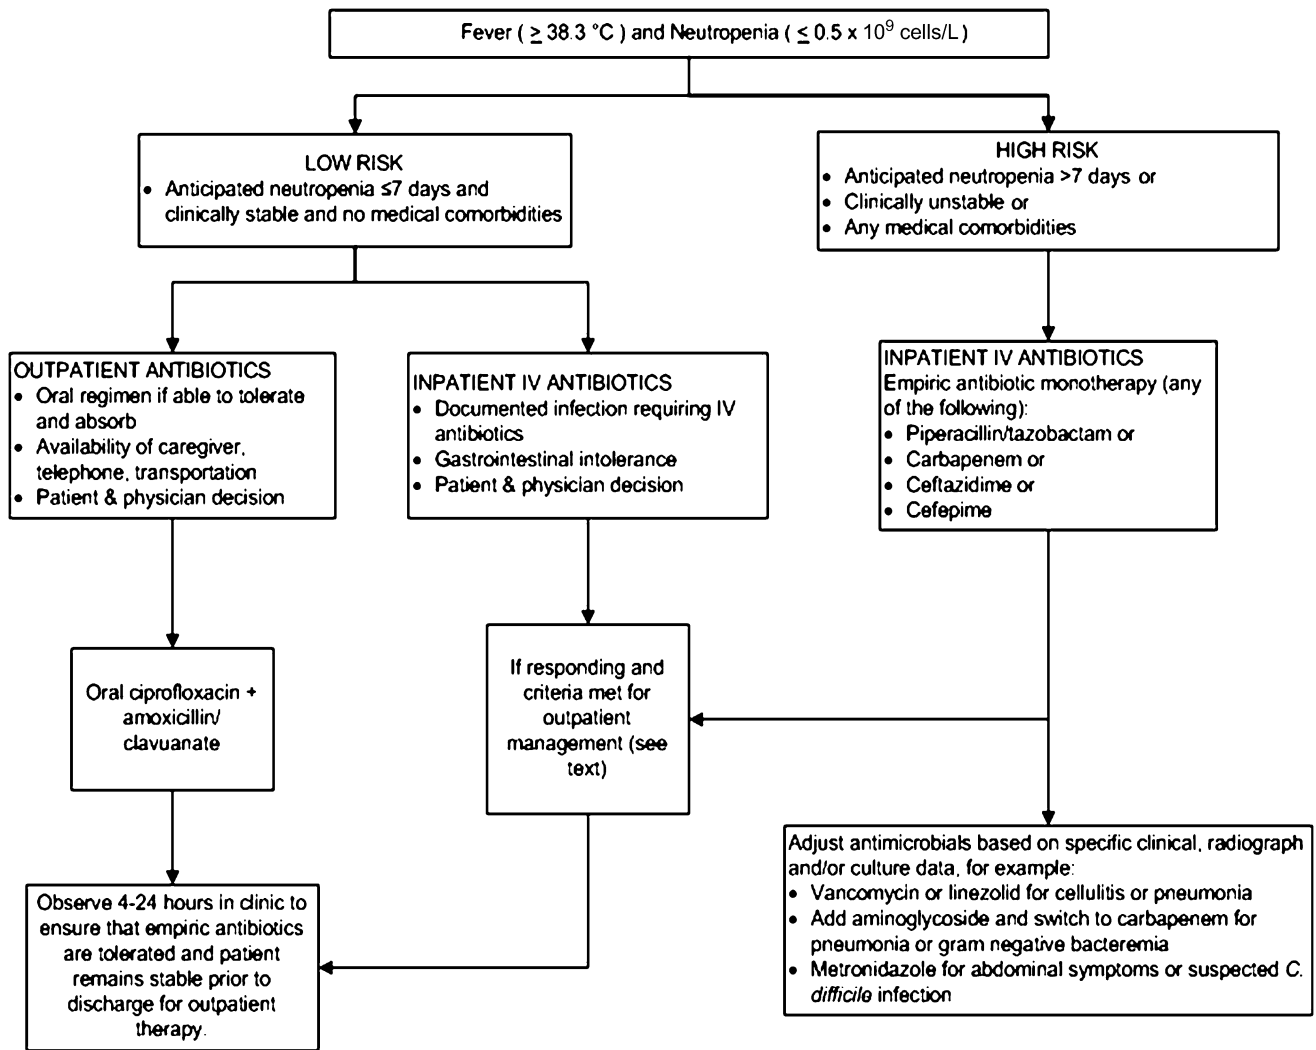 Fever ( ≥ 38.3 °C ) and Neutropenia ( ≤ 0.5 x 10⁹ cells/L )
LOW RISK
• Anticipated neutropenia ≤7 days and
clinically stable and no medical comorbidities
HIGH RISK
• Anticipated neutropenia >7 days or
• Clinically unstable or
• Any medical comorbidities
OUTPATIENT ANTIBIOTICS
• Oral regimen if able to tolerate
and absorb
• Availability of caregiver,
telephone, transportation
• Patient & physician decision
INPATIENT IV ANTIBIOTICS
• Documented infection requiring IV
antibiotics
• Gastrointestinal intolerance
• Patient & physician decision
INPATIENT IV ANTIBIOTICS
Empiric antibiotic monotherapy (any
of the following):
• Piperacillin/tazobactam or
• Carbapenem or
• Ceftazidime or
• Cefepime
Oral ciprofloxacin +
amoxicillin/
clavuanate
If responding and
criteria met for
outpatient
management (see
text)
Observe 4-24 hours in clinic to
ensure that empiric antibiotics
are tolerated and patient
remains stable prior to
discharge for outpatient
therapy.
Adjust antimicrobials based on specific clinical, radiograph
and/or culture data, for example:
• Vancomycin or linezolid for cellulitis or pneumonia
• Add aminoglycoside and switch to carbapenem for
pneumonia or gram negative bacteremia
• Metronidazole for abdominal symptoms or suspected C.
difficile infection